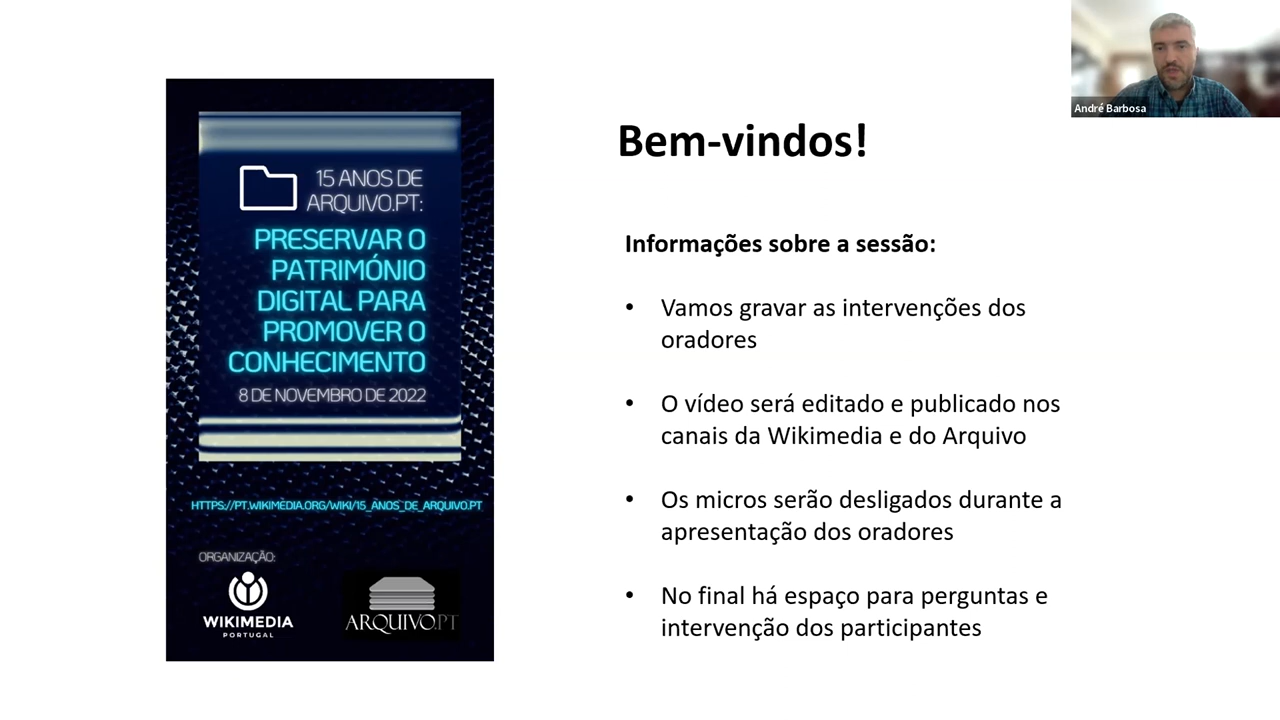 15 ANOS DE
ARQUIVO.PT:
PRESERVAR O
PATRIMÓNIO
DIGITAL PARA
PROMOVER O
CONHECIMENTO
8 DE NOVEMBRO DE 2022
HTTPS://PT.WIKIMEDIA.ORG/WIKI/15_ANOS_DE_ARQUIVO.PT
ORGANIZAÇÃO:
WIKIMEDIA
PORTUGAL
ARQUIVO.PT
Bem-vindos!
Informações sobre a sessão:
• Vamos gravar as intervenções dos
oradores
• O vídeo será editado e publicado nos
canais da Wikimedia e do Arquivo
• Os micros serão desligados durante a
apresentação dos oradores
• No final há espaço para perguntas e
intervenção dos participantes
André Barbosa